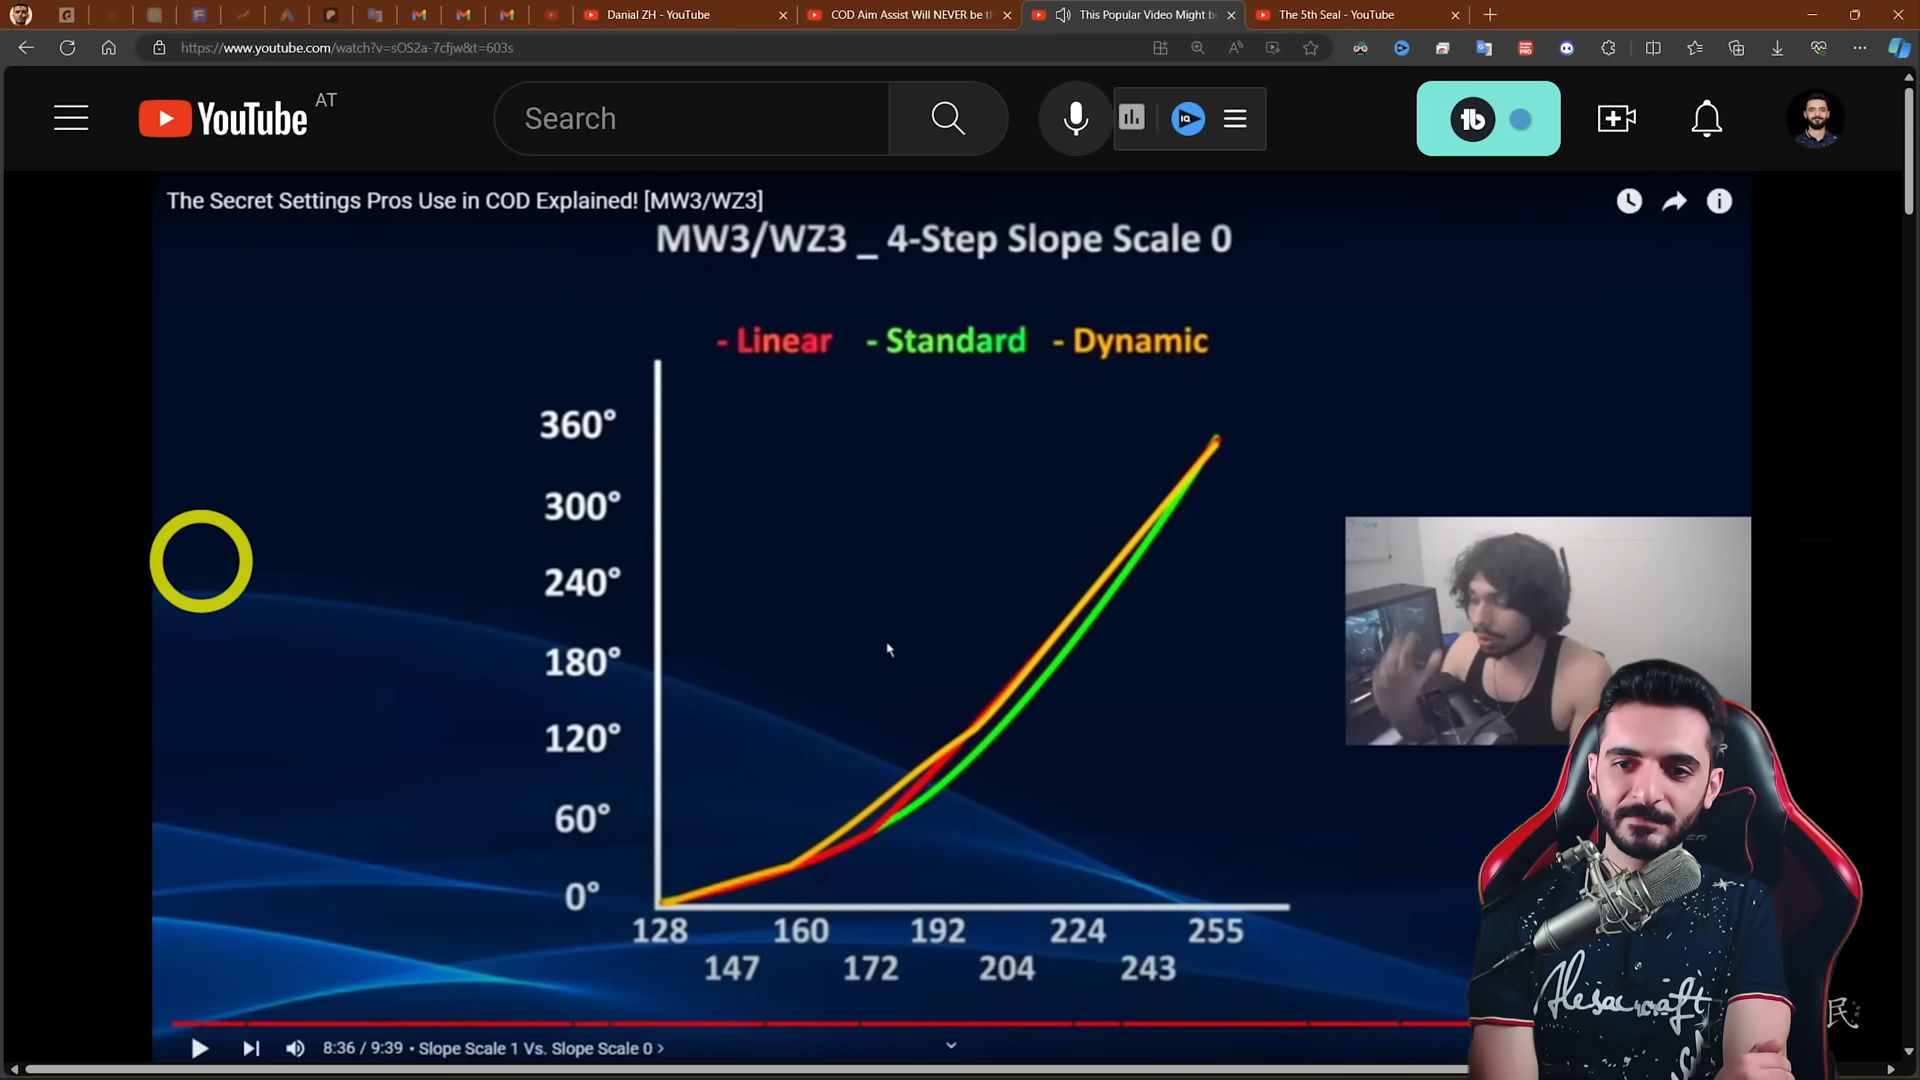 Danial ZH - YouTube
COD Aim Assist Will NEVER be t
This Popular Video Might b
The 5th Seal - YouTube
https://www.youtube.com/watch?v=sOS2a-7cfjw&t=603s
YouTube AT
Search
The Secret Settings Pros Use in COD Explained! [MW3/WZ3]
MW3/WZ3 _ 4-Step Slope Scale 0
- Linear - Standard - Dynamic
360°
300°
240°
180°
120°
60°
0°
128 160 192 224 255
147 172 204 243
8:36 / 9:39 • Slope Scale 1 Vs. Slope Scale 0 >
民